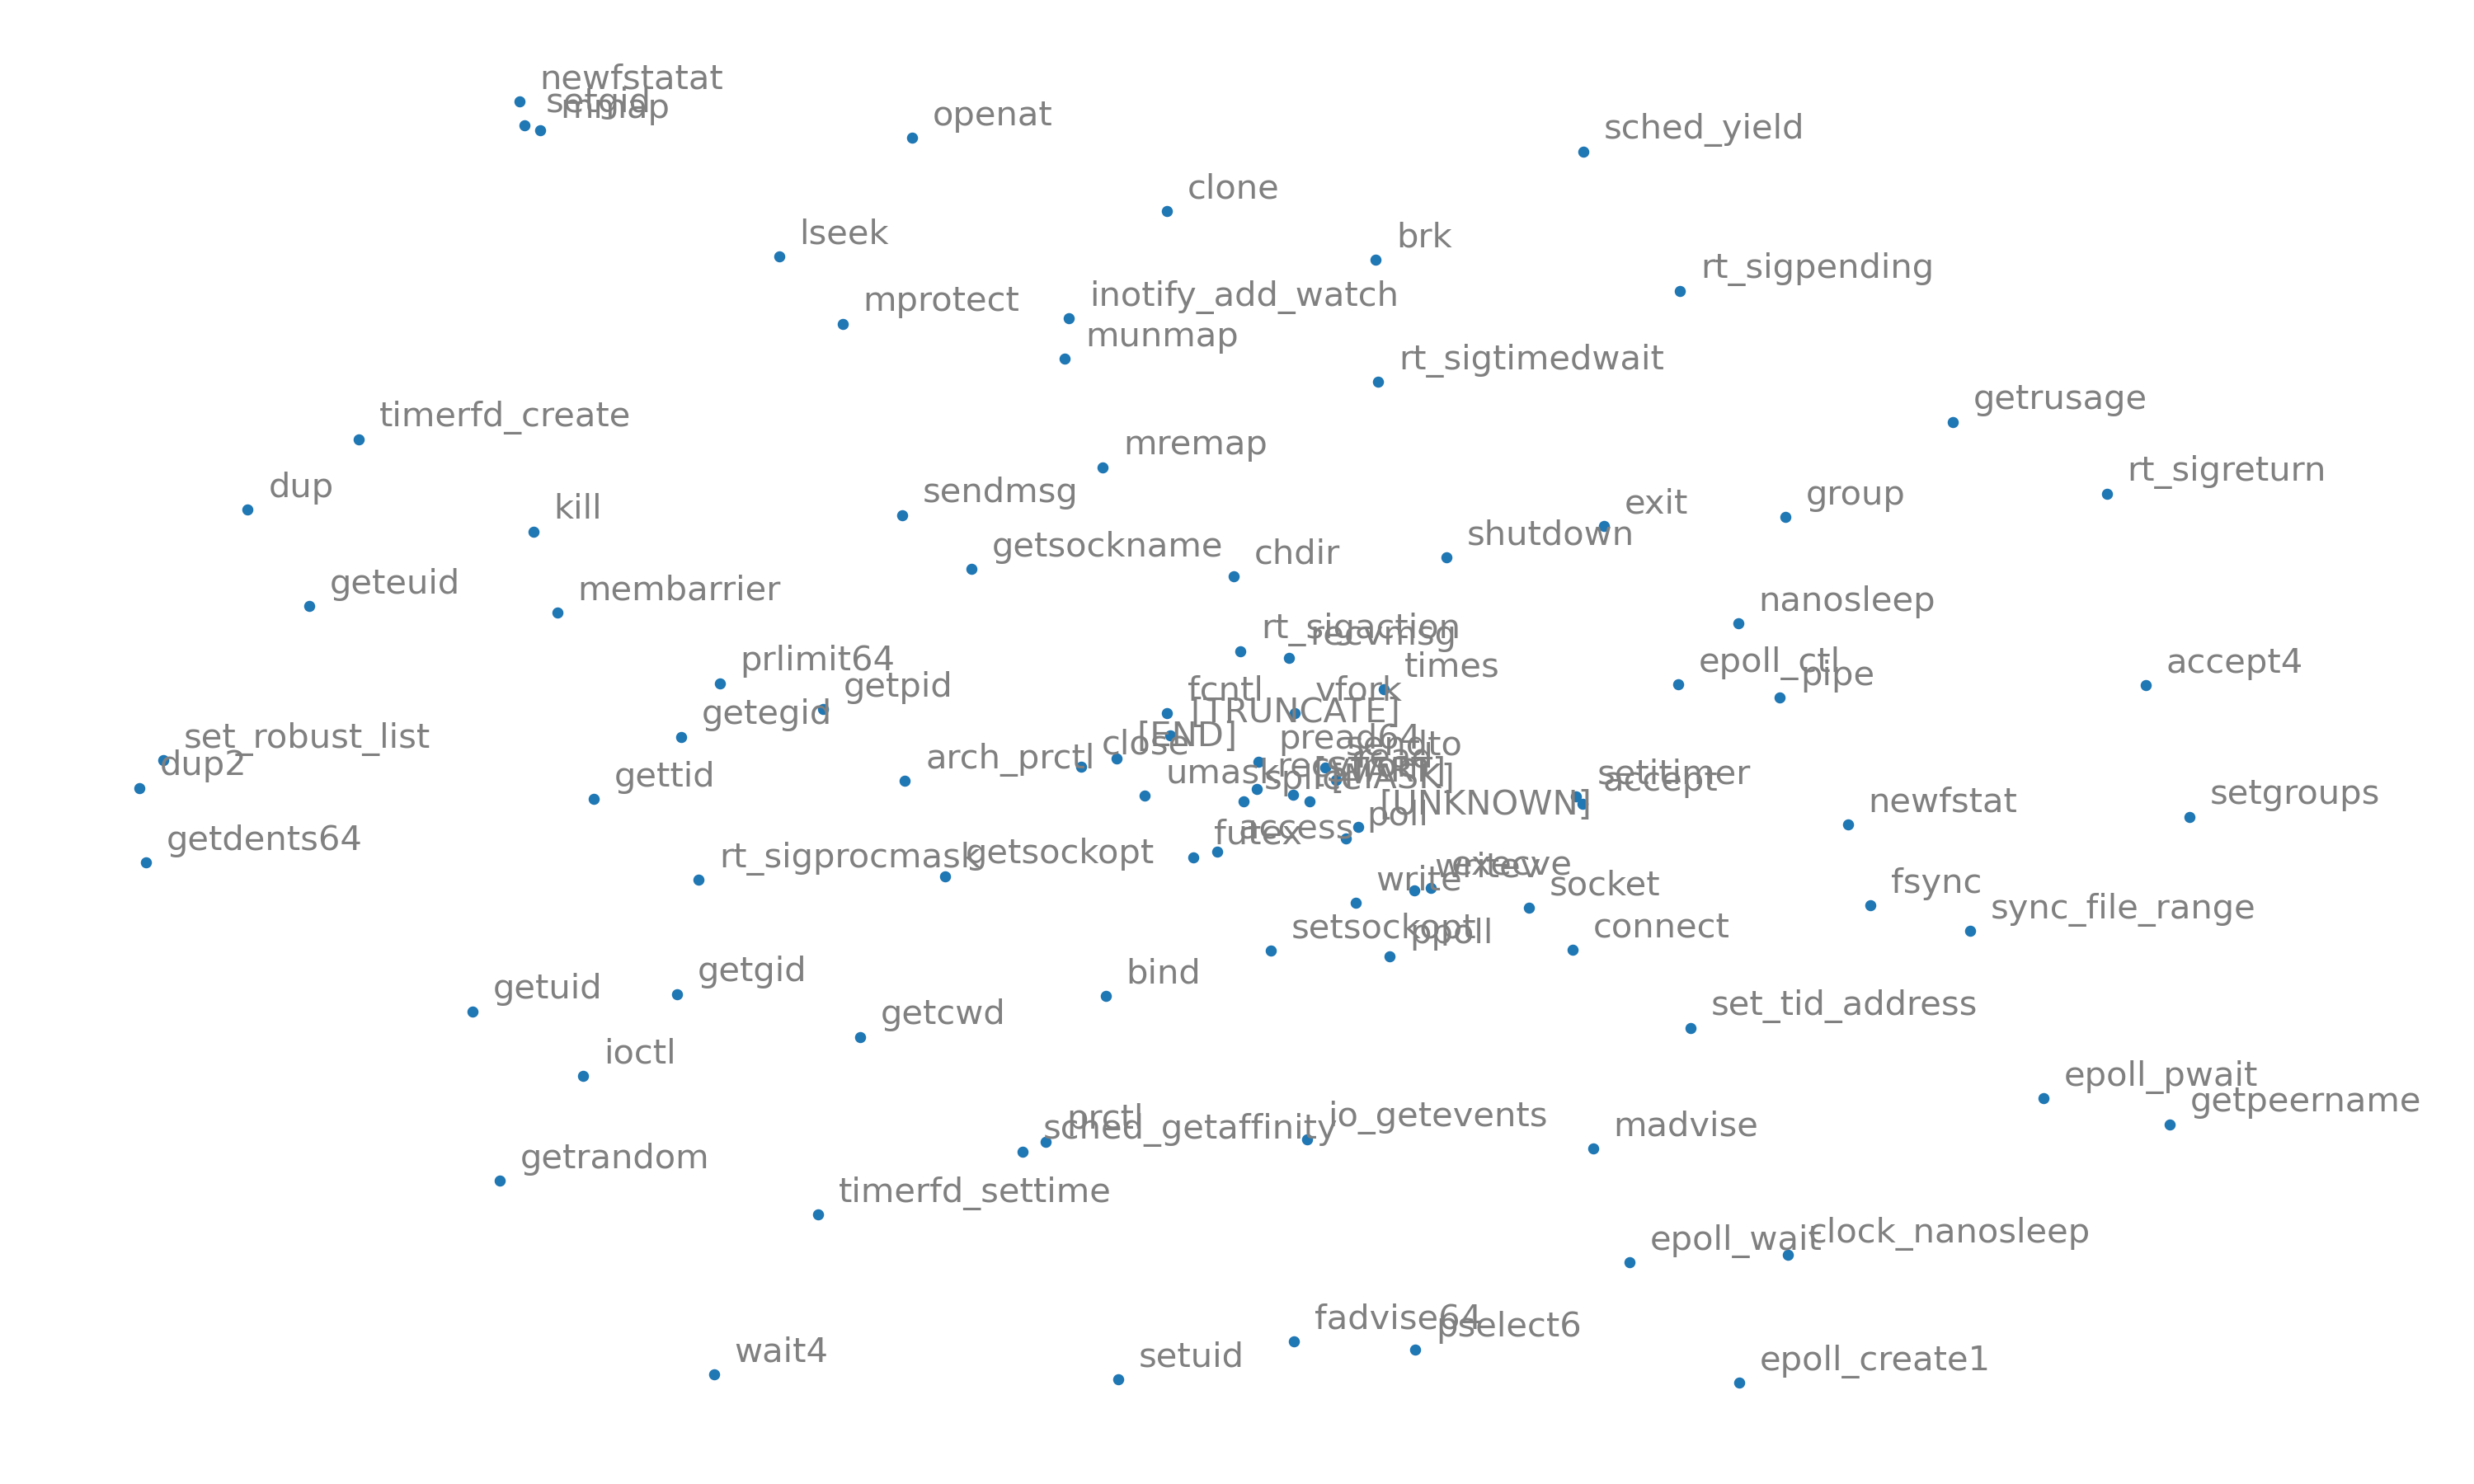 newfstatat
setgid
mmap
openat
sched_yield
clone
lseek
brk
rt_sigpending
inotify_add_watch
mprotect
munmap
rt_sigtimedwait
getrusage
timerfd_create
mremap
rt_sigreturn
dup
sendmsg
group
exit
kill
shutdown
getsockname
chdir
geteuid
membarrier
nanosleep
rt_sigaction
recvmsg
prlimit64
epoll_ctl
accept4
times
pipe
getpid
fcntl
vfork
[TRUNCATE]
getegid
set_robust_list
[END]
pread64
close
sendto
read
arch_prctl
dup2
gettid
umask
[MASK]
splice
setitimer
accept
setgroups
newfstat
[UNKNOWN]
poll
access
futex
getdents64
rt_sigprocmask
getsockopt
writev
execve
write
socket
fsync
sync_file_range
setsockopt
ppoll
connect
getgid
bind
getuid
getcwd
set_tid_address
ioctl
epoll_pwait
getpeername
prctl
sched_getaffinity
io_getevents
madvise
getrandom
timerfd_settime
epoll_wait
clock_nanosleep
fadvise64
pselect6
wait4
setuid
epoll_create1